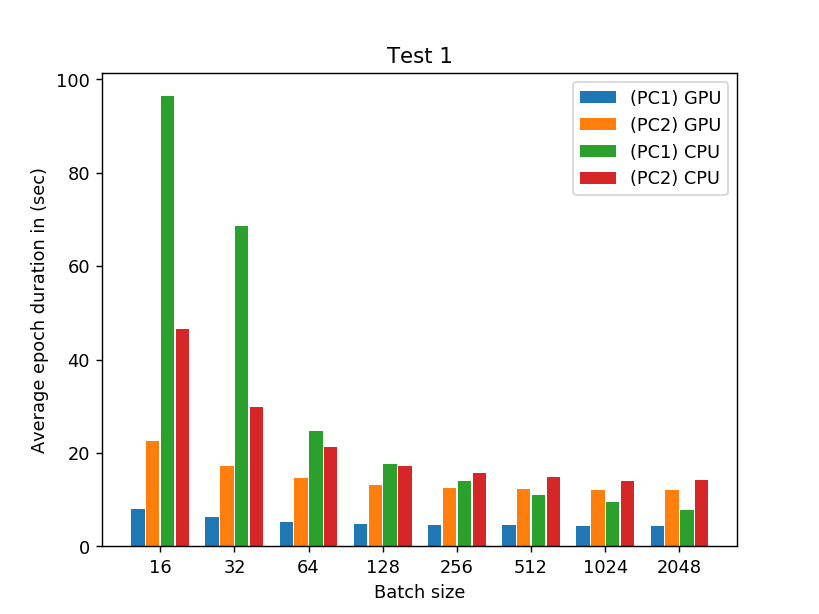 Test 1
Average epoch duration in (sec)
100
80
60
40
20
0
(PC1) GPU
(PC2) GPU
(PC1) CPU
(PC2) CPU
16 32 64 128 256 512 1024 2048
Batch size